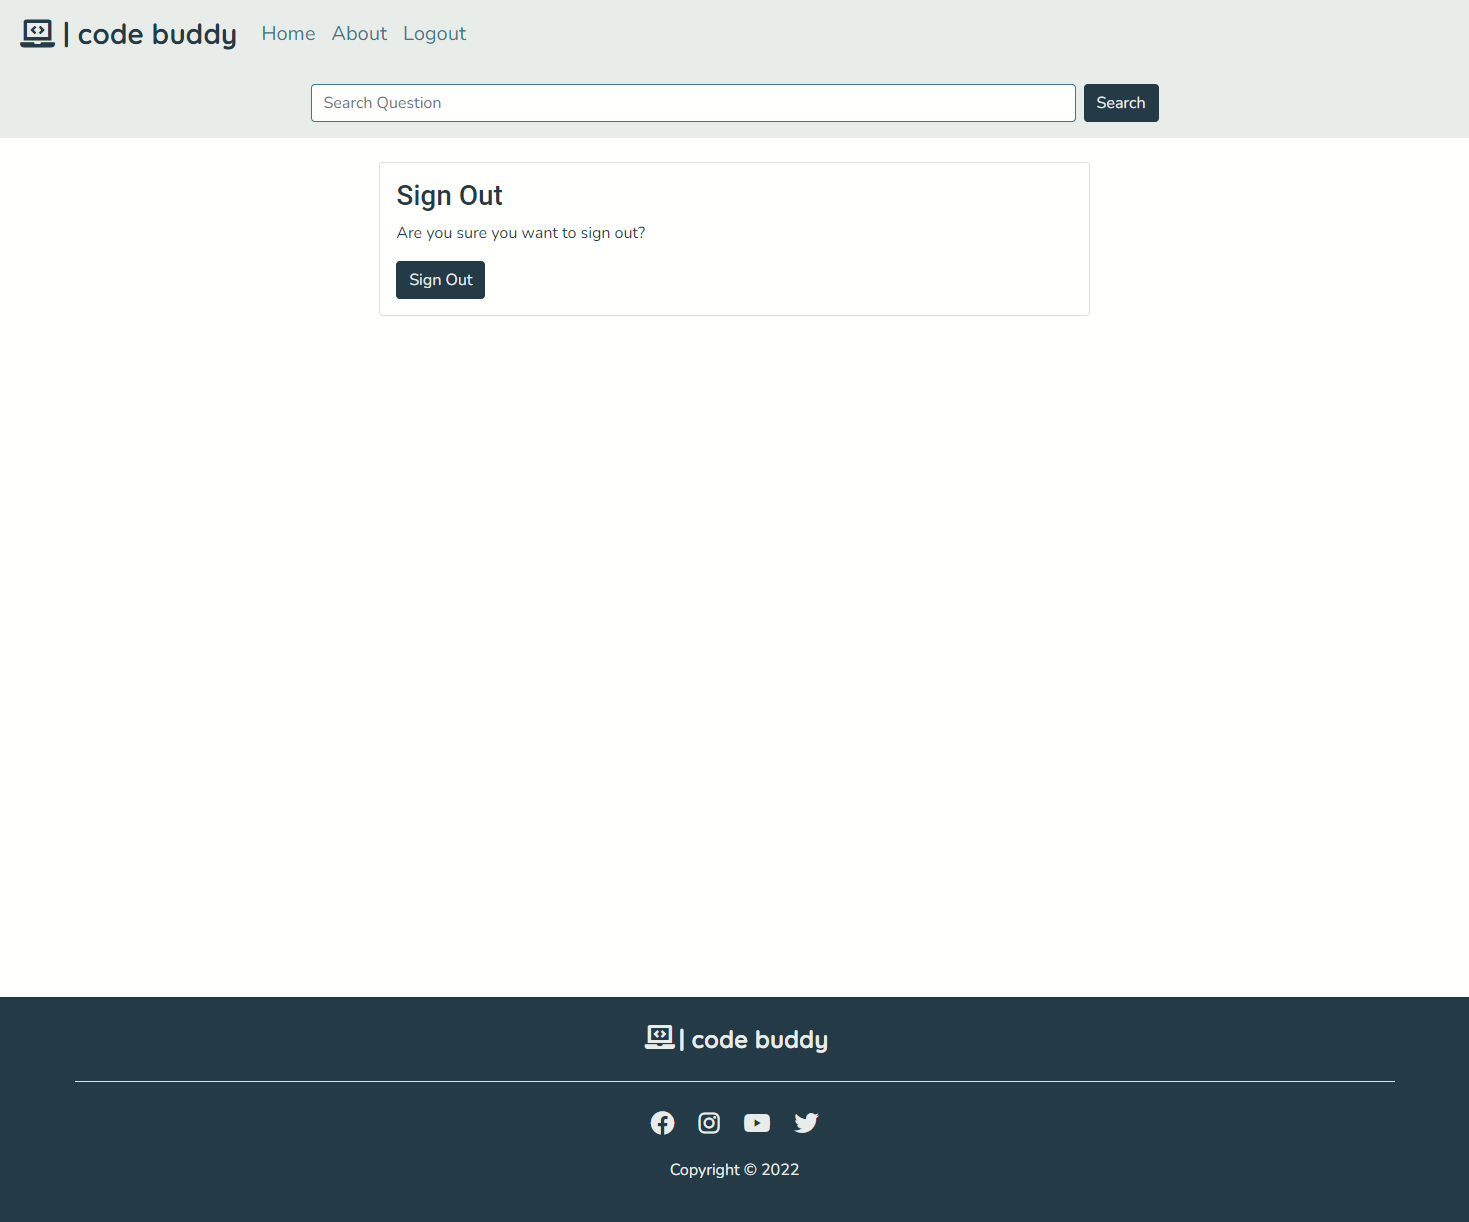 | code buddy Home About Logout
Search Question Search
Sign Out
Are you sure you want to sign out?
Sign Out
| code buddy
Copyright © 2022